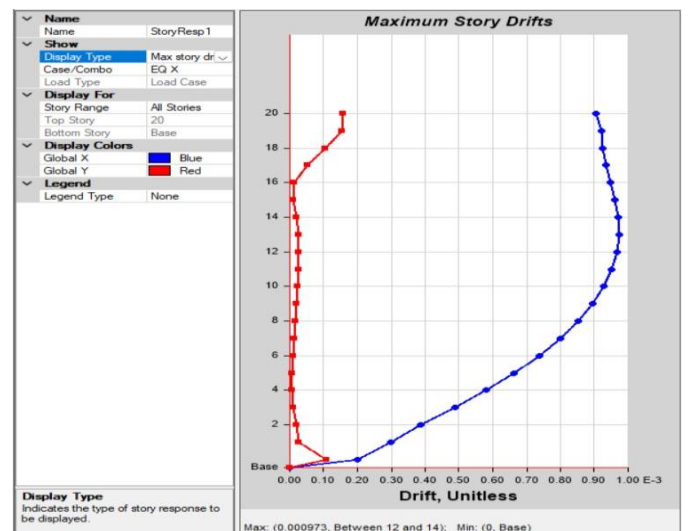 Name
Name StoryResp1
Show
Display Type Max story dr
Case/Combo EQ X
Load Type Load Case
Display For
Story Range All Stories
Top Story 20
Bottom Story Base
Display Colors
Global X Blue
Global Y Red
Legend
Legend Type None
Display Type
Indicates the type of story response to
be displayed.
Maximum Story Drifts
20
18
16
14
12
10
8
6
4
2
Base
0.00 0.10 0.20 0.30 0.40 0.50 0.60 0.70 0.80 0.90 1.00 E-3
Drift, Unitless
Max: (0.000973, Between 12 and 14); Min: (0, Base)